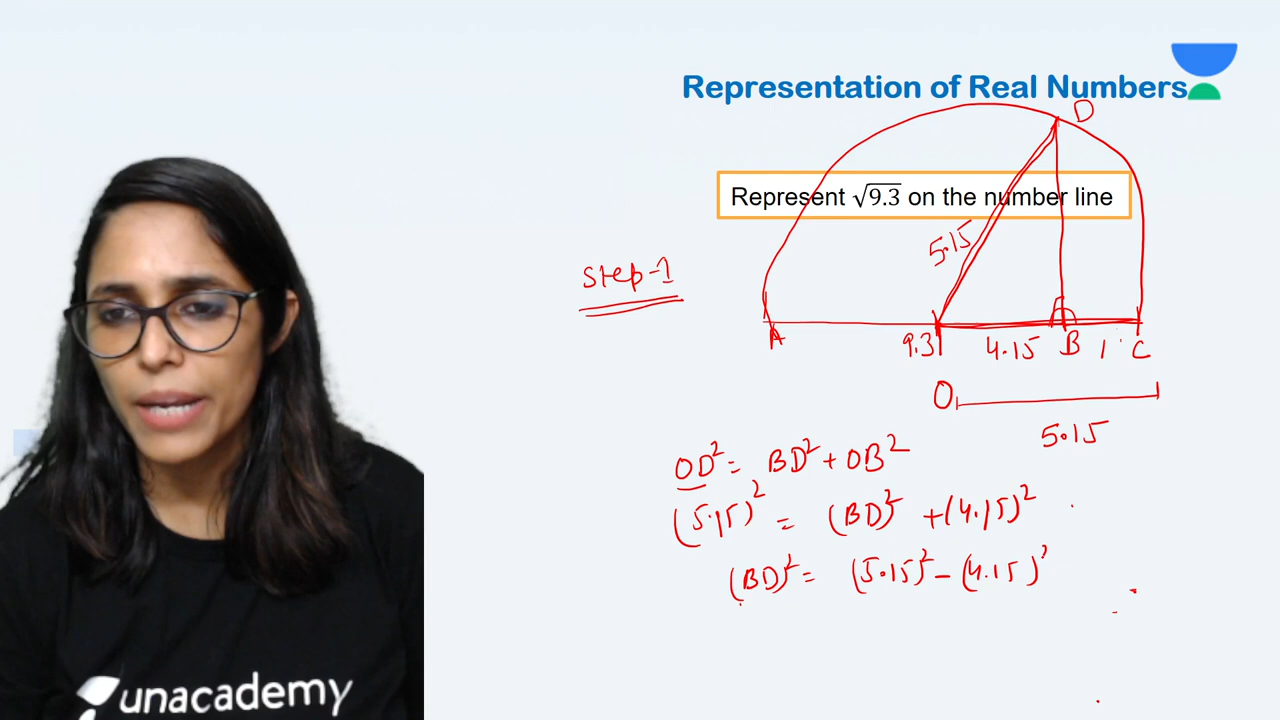 Representation of Real Numbers
D
Represent √9.3 on the number line
5.15
Step-1
A 9.3 4.15 B 1 C
O
5.15
OD² = BD² + OB²
(5.15)² = (BD)² + (4.15)²
(BD)² = (5.15)² - (4.15)²
unacademy